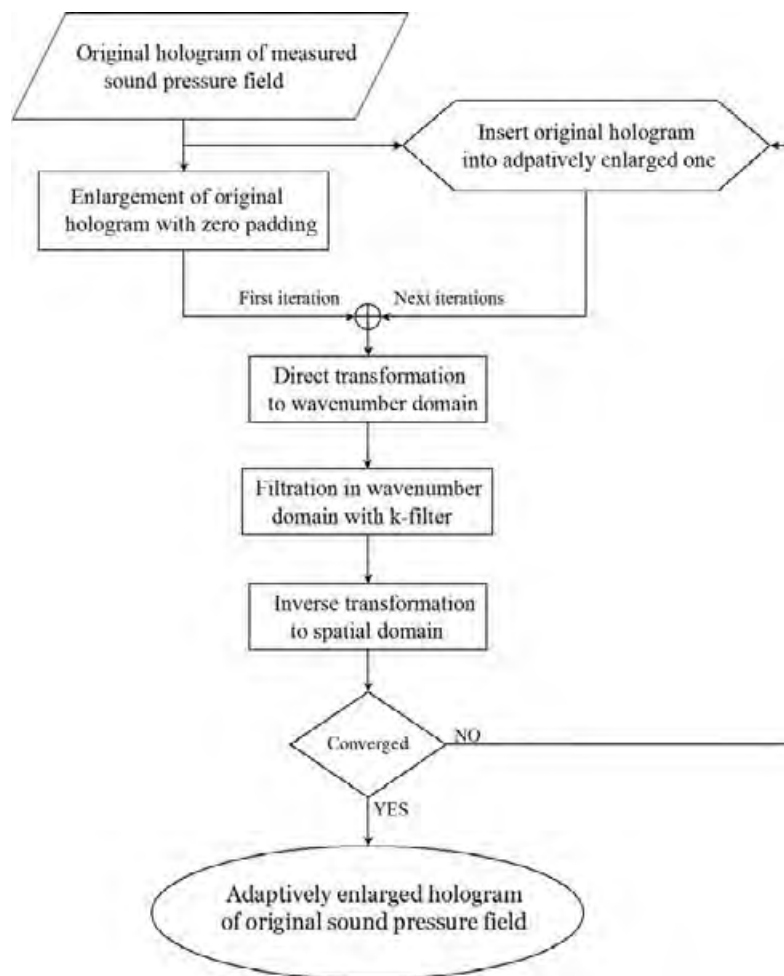 Original hologram of measured
sound pressure field
Insert original hologram
into adpatively enlarged one
Enlargement of original
hologram with zero padding
First iteration
Next iterations
Direct transformation
to wavenumber domain
Filtration in wavenumber
domain with k-filter
Inverse transformation
to spatial domain
Converged
NO
YES
Adaptively enlarged hologram
of original sound pressure field